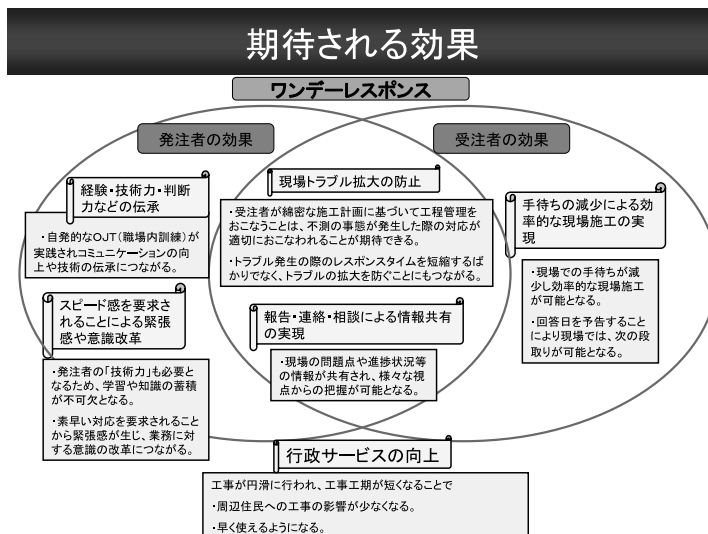 期待される効果
ワンデーレスポンス
発注者の効果
受注者の効果
経験・技術力・判断
力などの伝承
・自発的なOJT(職場内訓練)が
実践されコミュニケーションの向
上や技術の伝承につながる。
スピード感を要求さ
れることによる緊張
感や意識改革
・発注者の「技術力」も必要と
なるため、学習や知識の蓄積
が不可欠となる。
・素早い対応を要求されること
から緊張感が生じ、業務に対
する意識の改革につながる。
現場トラブル拡大の防止
・受注者が綿密な施工計画に基づいて工程管理を
おこなうことは、不測の事態が発生した際の対応が
適切におこなわれることが期待できる。
・トラブル発生の際のレスポンスタイムを短縮するば
かりでなく、トラブルの拡大を防ぐことにもつながる。
報告・連絡・相談による情報共有
の実現
・現場の問題点や進捗状況等
の情報が共有され、様々な視
点からの把握が可能となる。
手待ちの減少による効
率的な現場施工の実
現
・現場での手待ちが減
少し効率的な現場施工
が可能となる。
・回答日を予告すること
により現場では、次の段
取りが可能となる。
行政サービスの向上
工事が円滑に行われ、工事工期が短くなることで
・周辺住民への工事の影響が少なくなる。
・早く使えるようになる。